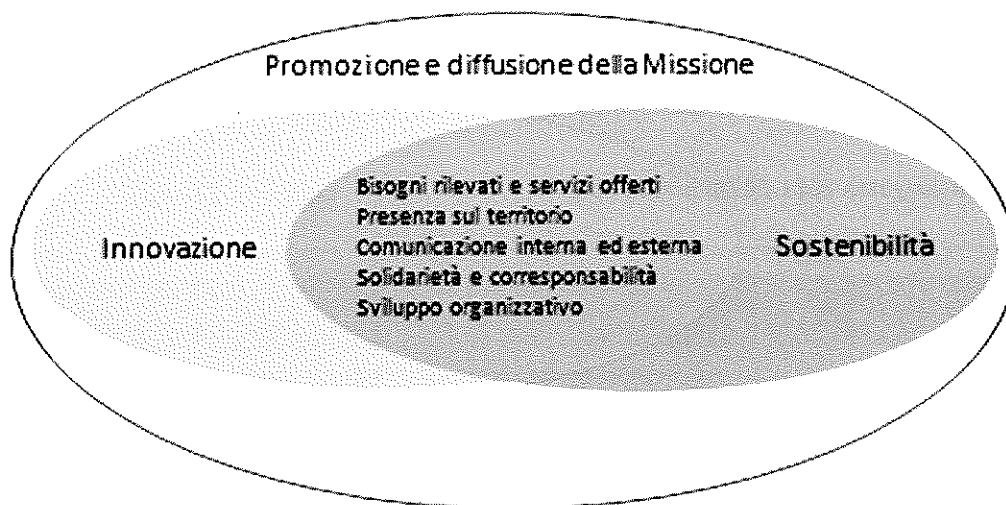 Promozione e diffusione della Missione
Bisogni rilevati e servizi offerti
Presenza sul territorio
Innovazione
Comunicazione interna ed esterna
Sostenibilità
Solidarietà e corresponsabilità
Sviluppo organizzativo